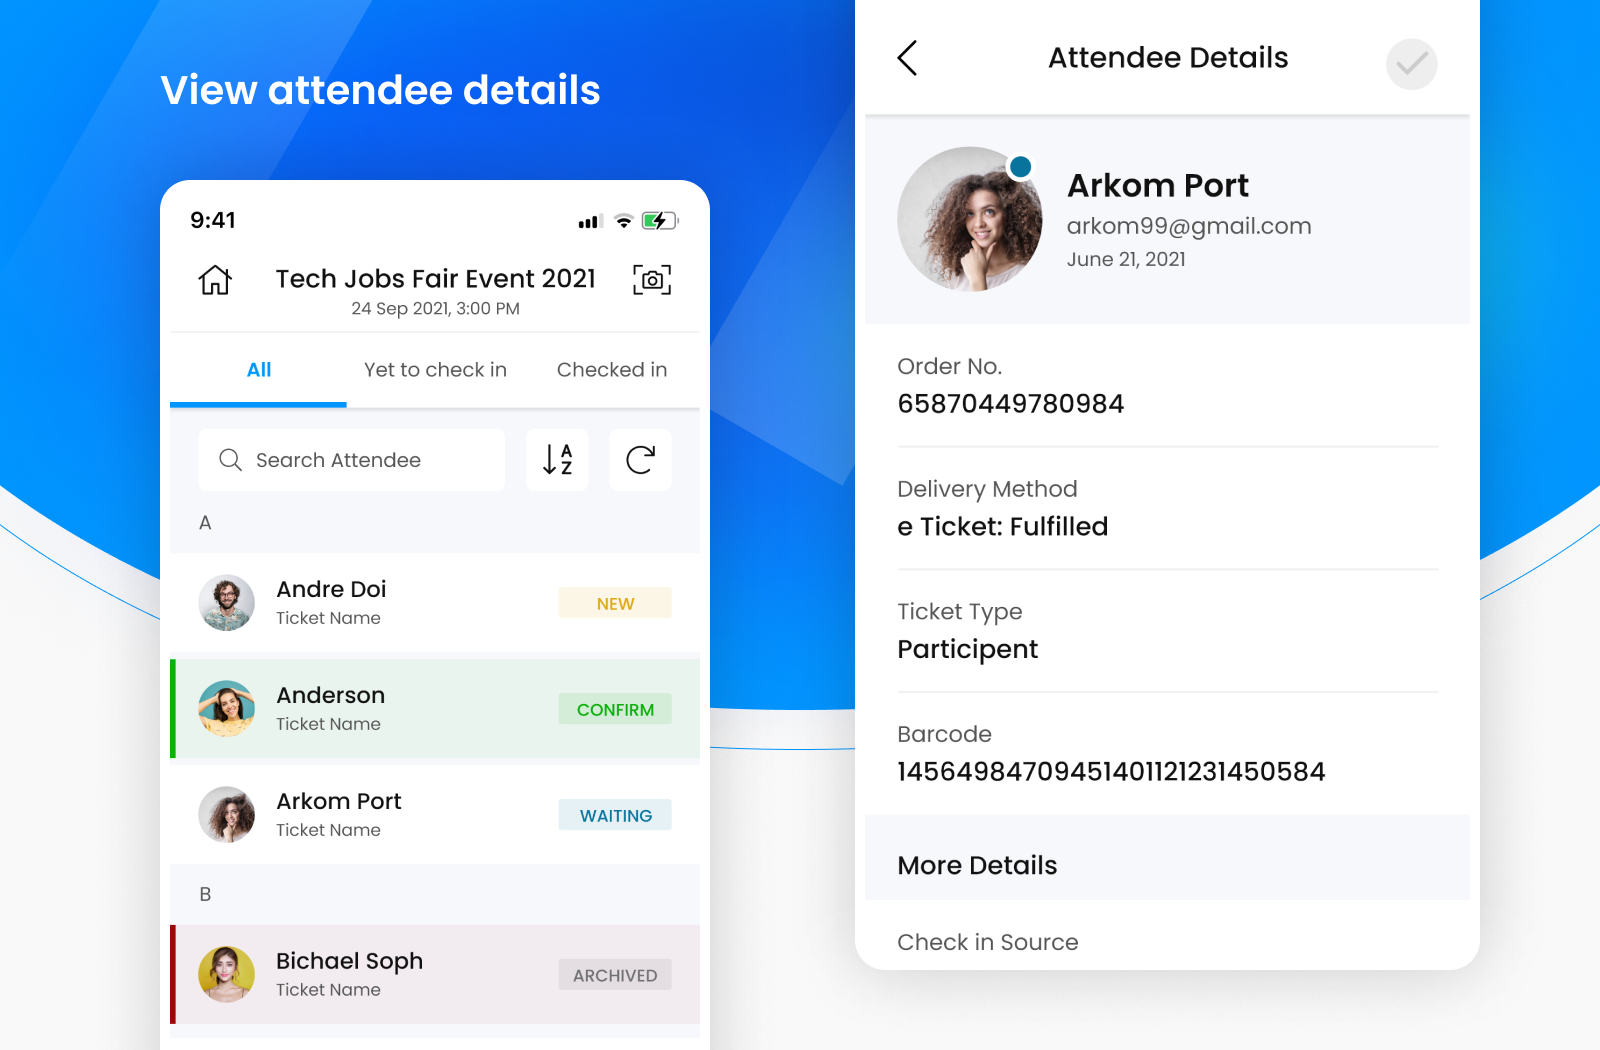 View attendee details
9:41
Tech Jobs Fair Event 2021
24 Sep 2021, 3:00 PM
All
Yet to check in
Checked in
Search Attendee
A
Z
A
Andre Doi
Ticket Name
NEW
Anderson
Ticket Name
CONFIRM
Arkom Port
Ticket Name
WAITING
B
Bichael Soph
Ticket Name
ARCHIVED
Attendee Details
Arkom Port
arkom99@gmail.com
June 21, 2021
Order No.
65870449780984
Delivery Method
e Ticket: Fulfilled
Ticket Type
Participent
Barcode
14564984709451401121231450584
More Details
Check in Source